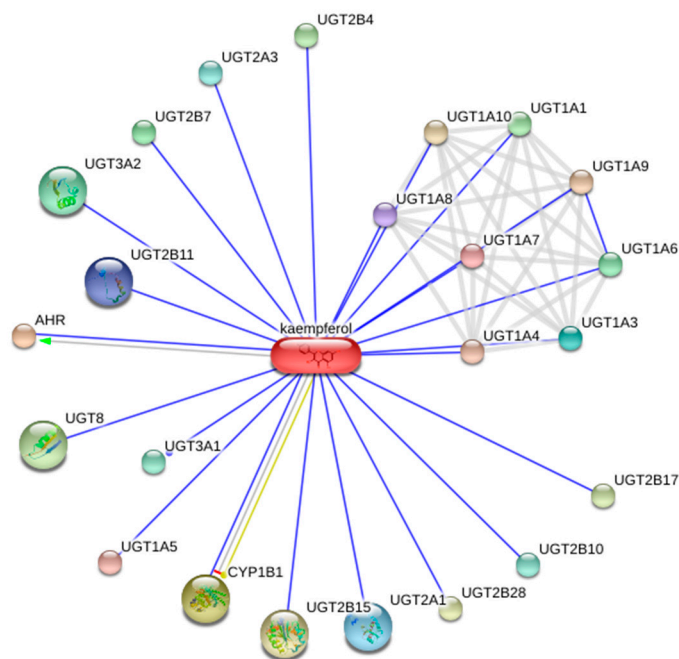 UGT2B4
UGT2A3
UGT2B7
UGT1A10
UGT1A1
UGT3A2
UGT1A9
UGT1A8
UGT1A7
UGT2B11
UGT1A6
AHR
kaempferol
UGT1A4
UGT1A3
UGT8
UGT3A1
UGT2B17
UGT1A5
UGT2B10
CYP1B1
UGT2B15
UGT2A1
UGT2B28